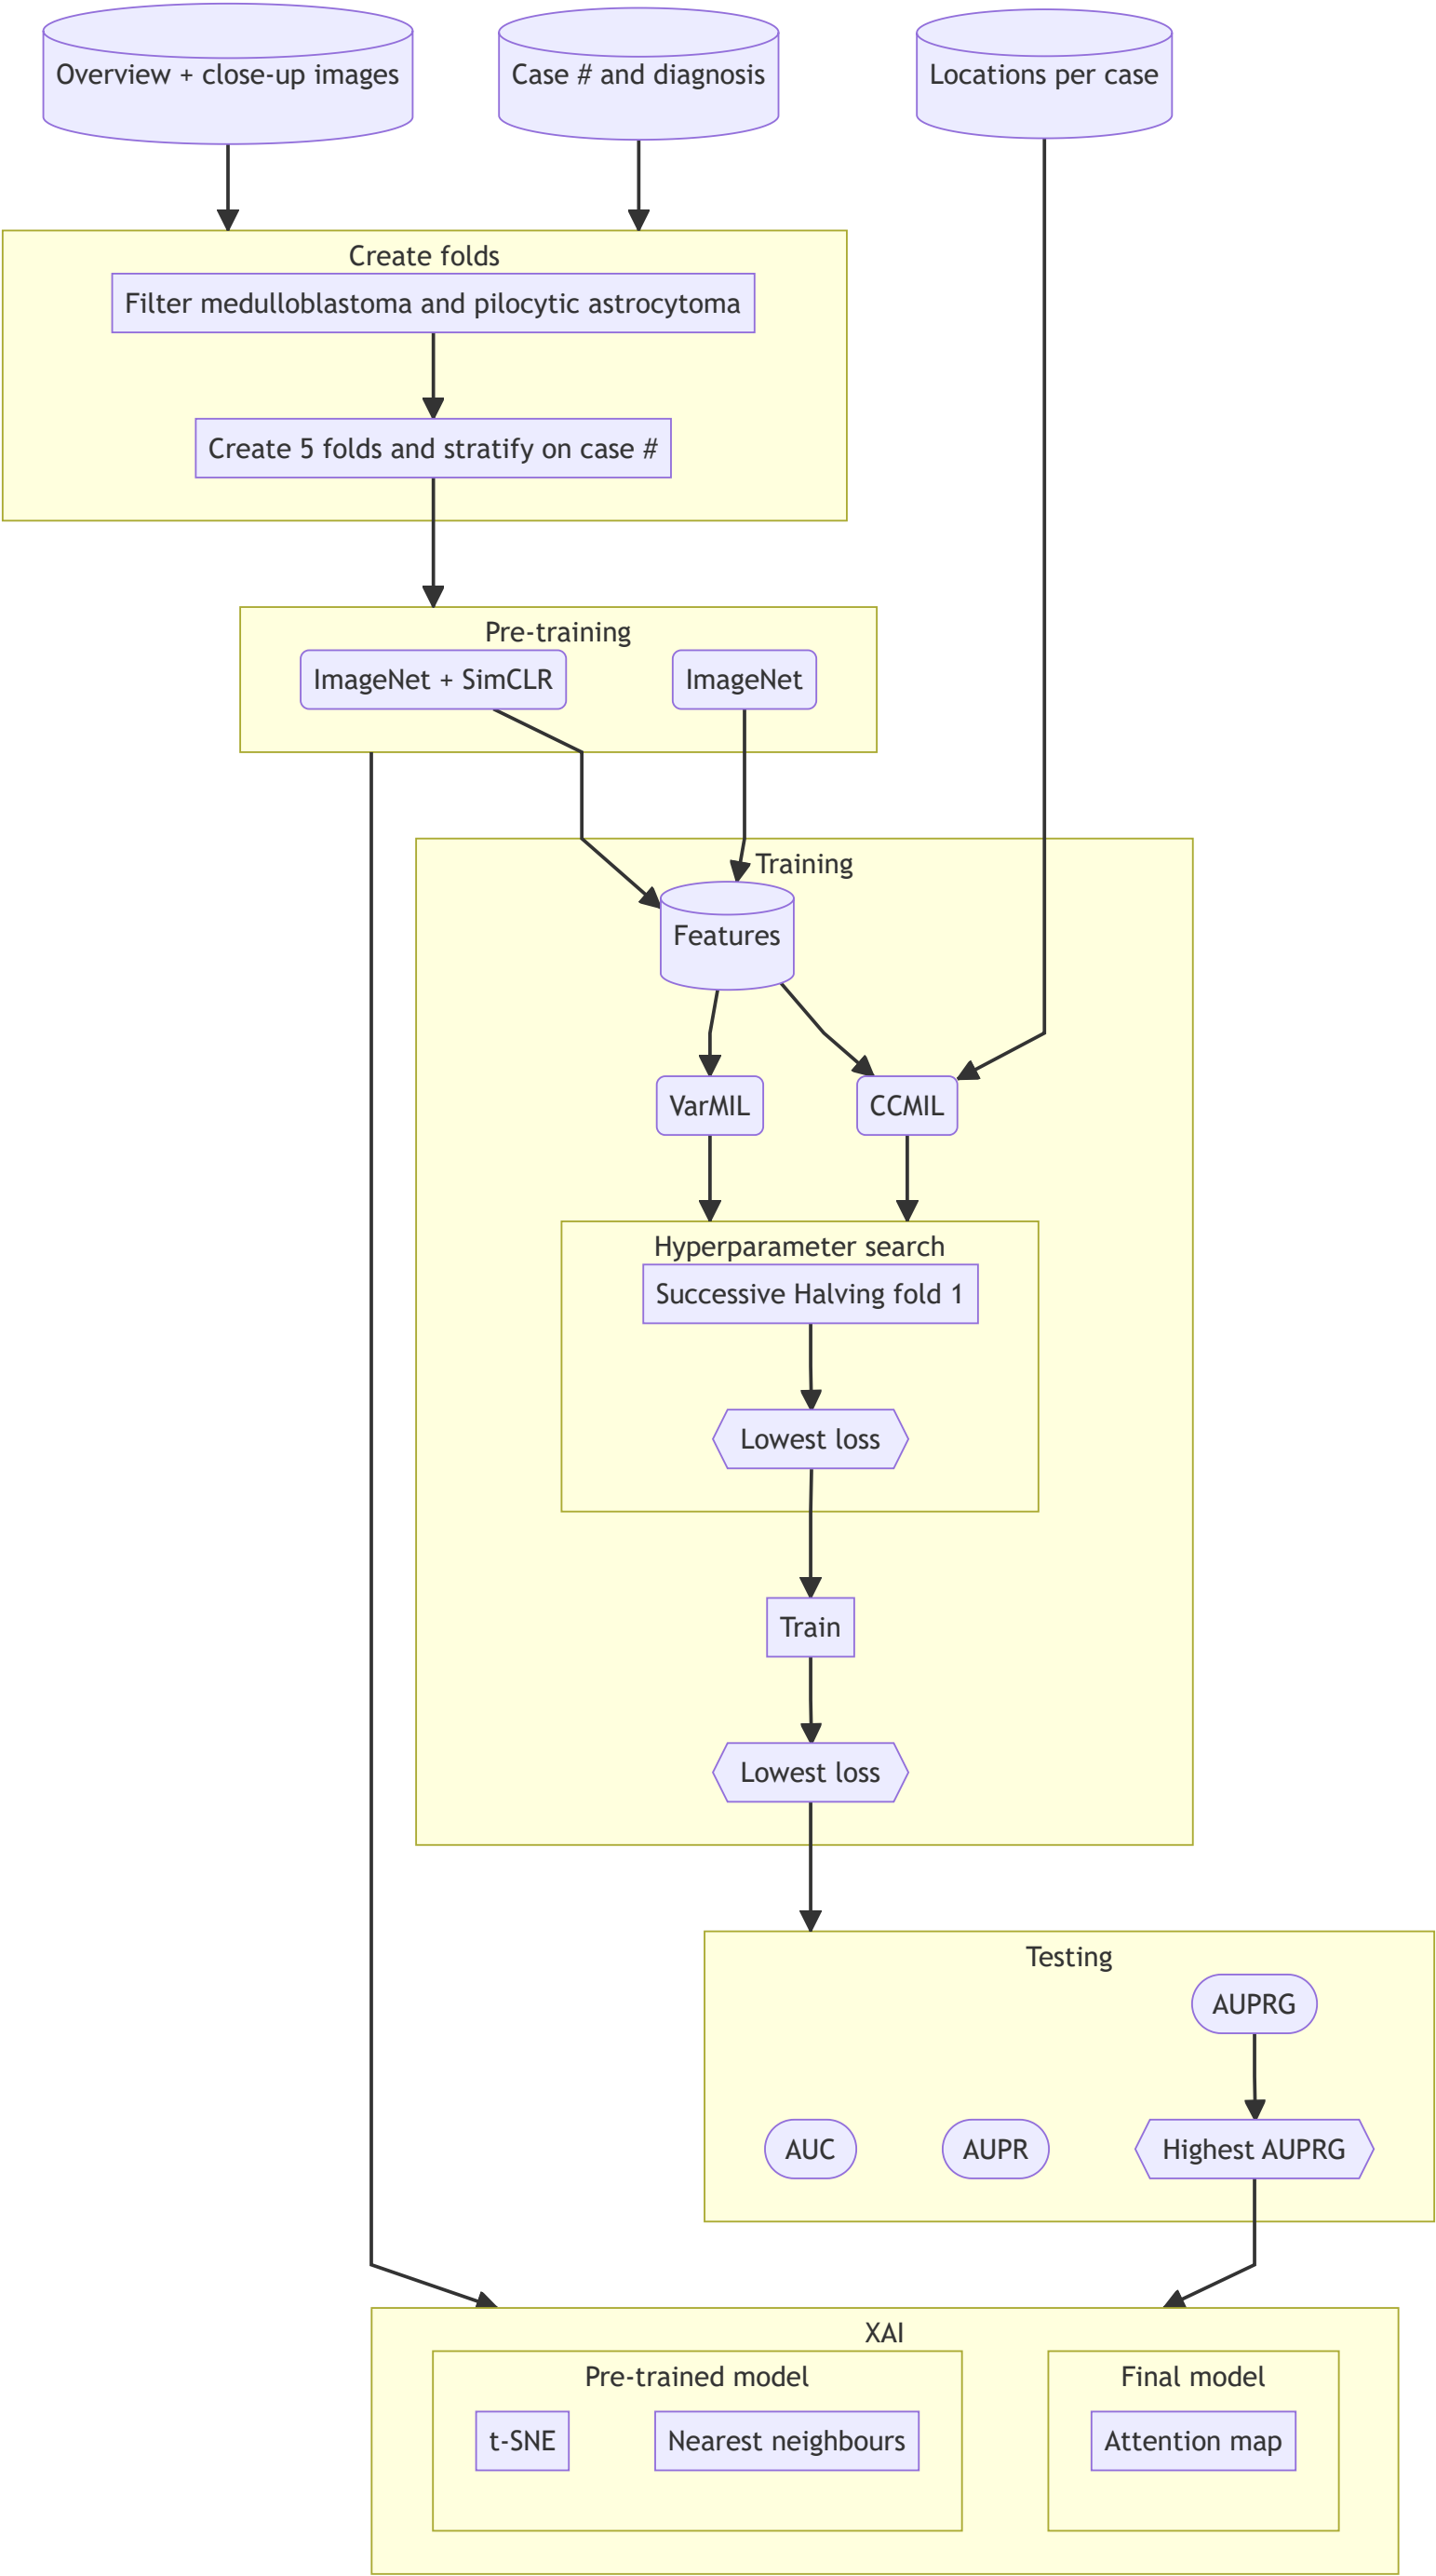 Overview + close-up images
Case # and diagnosis
Locations per case
Create folds
Filter medulloblastoma and pilocytic astrocytoma
Create 5 folds and stratify on case #
Pre-training
ImageNet + SimCLR
ImageNet
Training
Features
VarMIL
CCMIL
Hyperparameter search
Successive Halving fold 1
Lowest loss
Train
Lowest loss
Testing
AUPRG
AUC
AUPR
Highest AUPRG
XAI
Pre-trained model
Final model
t-SNE
Nearest neighbours
Attention map